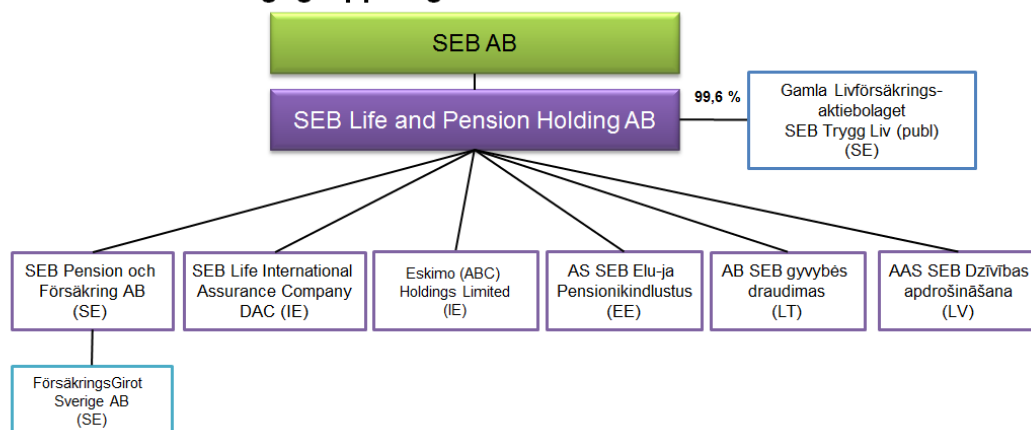 SEB AB
SEB Life and Pension Holding AB
99,6 %
Gamla Livförsäkrings-
aktiebolaget
SEB Trygg Liv (publ)
(SE)
SEB Pension och
Försäkring AB
(SE)
SEB Life International
Assurance Company
DAC (IE)
Eskimo (ABC)
Holdings Limited
(IE)
AS SEB Elu-ja
Pensionikindlustus
(EE)
AB SEB gyvybės
draudimas
(LT)
AAS SEB Dzīvības
apdrošināšana
(LV)
FörsäkringsGirot
Sverige AB
(SE)